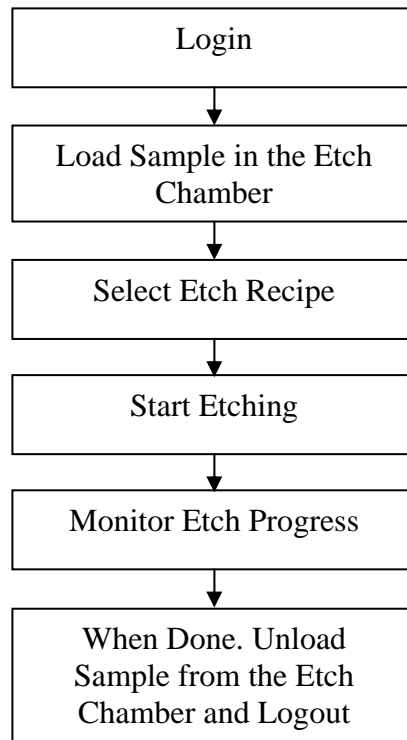 Login
Load Sample in the Etch
Chamber
Select Etch Recipe
Start Etching
Monitor Etch Progress
When Done. Unload
Sample from the Etch
Chamber and Logout